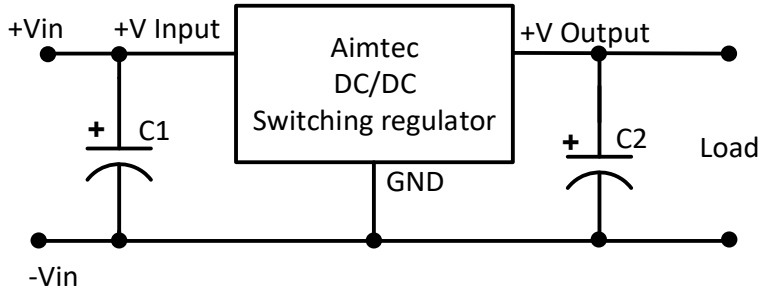 +Vin
+V Input
Aimtec
DC/DC
Switching regulator
+V Output
+
C1
+
C2
Load
GND
-Vin